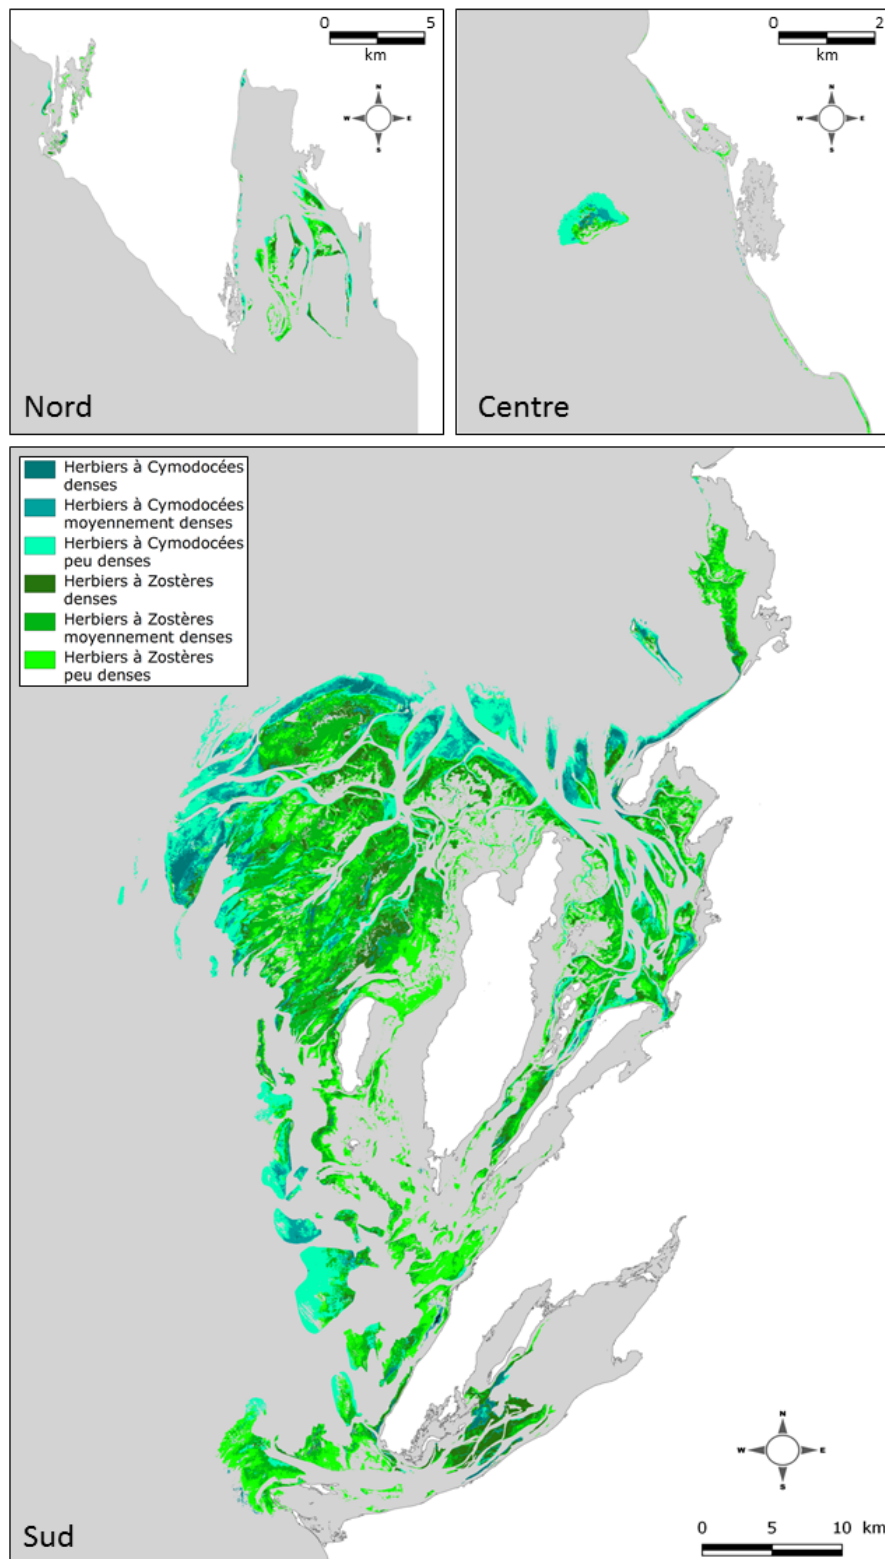 0 5
km
N
W E
S
Nord
0 2
km
N
W E
S
Centre
Herbiers à Cymodocées
denses
Herbiers à Cymodocées
moyennement denses
Herbiers à Cymodocées
peu denses
Herbiers à Zostères
denses
Herbiers à Zostères
moyennement denses
Herbiers à Zostères
peu denses
N
W E
S
0 5 10 km
Sud